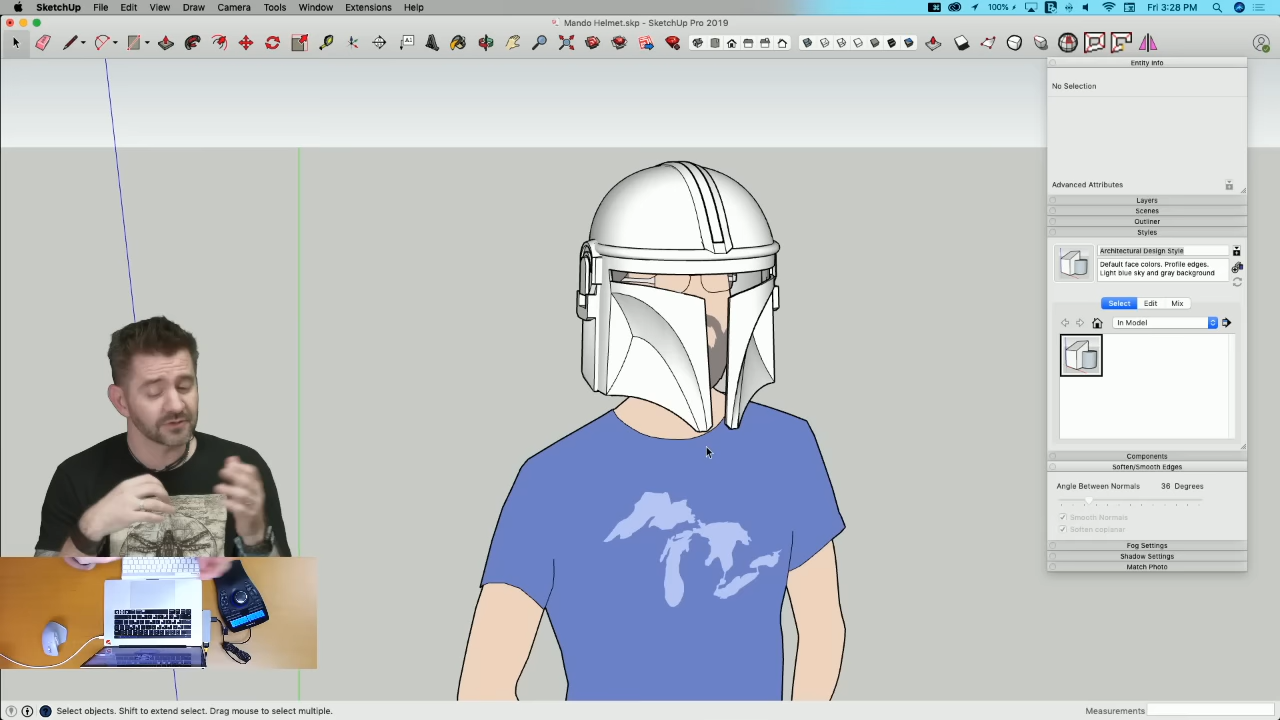 SketchUp File Edit View Draw Camera Tools Window Extensions Help
100% Fri 3:28 PM
Mando Helmet.skp - SketchUp Pro 2019
Entity Info
No Selection
Advanced Attributes
Layers
Scenes
Outliner
Styles
Architectural Design Style
Default face colors. Profile edges.
Light blue sky and gray background
Select Edit Mix
In Model
Components
Soften/Smooth Edges
Angle Between Normals 36 Degrees
Smooth Normals
Soften coplanar
Fog Settings
Shadow Settings
Match Photo
Select objects. Shift to extend select. Drag mouse to select multiple.
Measurements